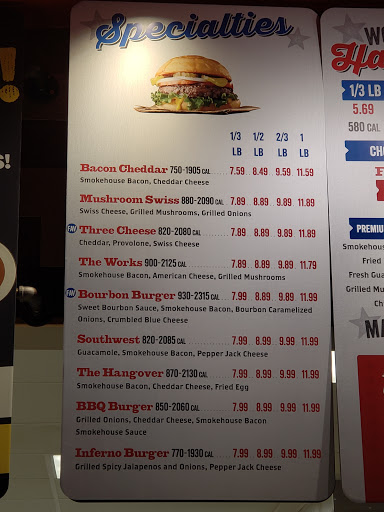 Specialties
1/3 LB 1/2 LB 2/3 LB 1 LB
Bacon Cheddar 750-1905 CAL. 7.59 8.49 9.59 11.59
Smokehouse Bacon, Cheddar Cheese
Mushroom Swiss 880-2090 CAL. 7.89 8.89 9.89 11.89
Swiss Cheese, Grilled Mushrooms, Grilled Onions
Three Cheese 820-2080 CAL. 7.89 8.89 9.89 11.89
Cheddar, Provolone, Swiss Cheese
The Works 900-2125 CAL. 7.89 8.89 9.89 11.79
Smokehouse Bacon, American Cheese, Grilled Mushrooms
Bourbon Burger 930-2315 CAL. 7.99 8.99 9.99 11.99
Sweet Bourbon Sauce, Smokehouse Bacon, Bourbon Caramelized
Onions, Crumbled Blue Cheese
Southwest 820-2085 CAL. 7.99 8.99 9.99 11.99
Guacamole, Smokehouse Bacon, Pepper Jack Cheese
The Hangover 870-2130 CAL. 7.99 8.99 9.99 11.99
Smokehouse Bacon, Cheddar Cheese, Fried Egg
BBQ Burger 850-2060 CAL. 7.99 8.99 9.99 11.99
Grilled Onions, Cheddar Cheese, Smokehouse Bacon
Smokehouse Sauce
Inferno Burger 770-1930 CAL. 7.99 8.99 9.99 11.99
Grilled Spicy Jalapenos and Onions, Pepper Jack Cheese
!
S!
W
Ha
1/3 LB
5.69
580 CAL
CHO
F
PREMIU
Smokehouse
Fried
Fresh Gua
Grilled Mu
Ch
MA